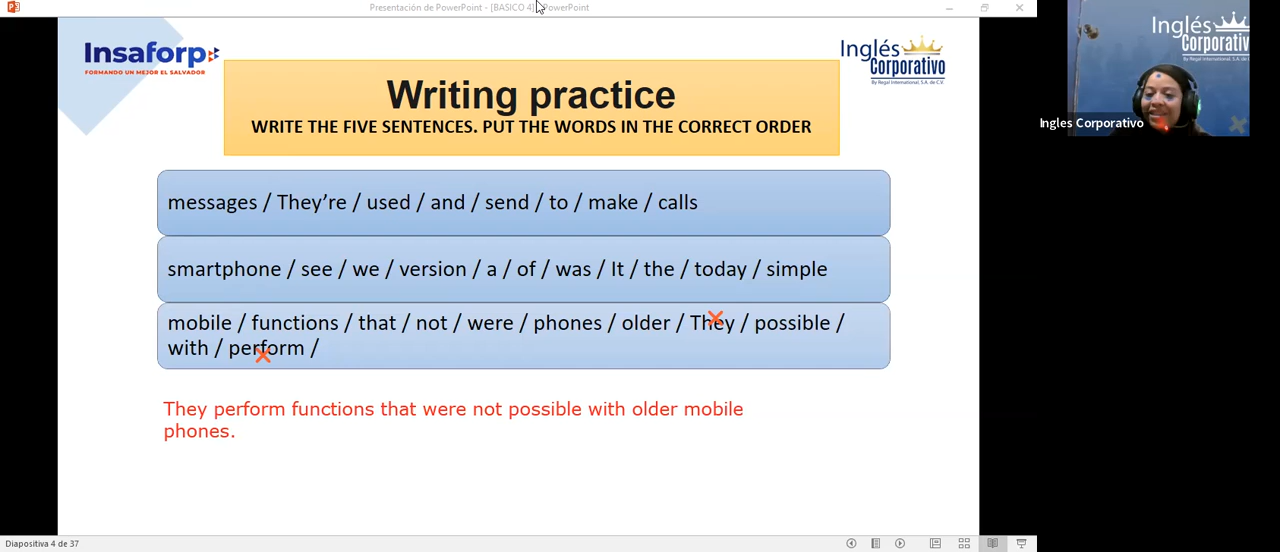 Presentación de PowerPoint - [BASICO 4] - PowerPoint
Insaforp
FORMANDO UN MEJOR EL SALVADOR
Inglés
Corporativo
By Regal International, S.A. de C.V.
Writing practice
WRITE THE FIVE SENTENCES. PUT THE WORDS IN THE CORRECT ORDER
messages / They’re / used / and / send / to / make / calls
smartphone / see / we / version / a / of / was / It / the / today / simple
mobile / functions / that / not / were / phones / older / They / possible /
with / perform /
They perform functions that were not possible with older mobile
phones.
Diapositiva 4 de 37
Inglés
Corporativo
Ingles Corporativo